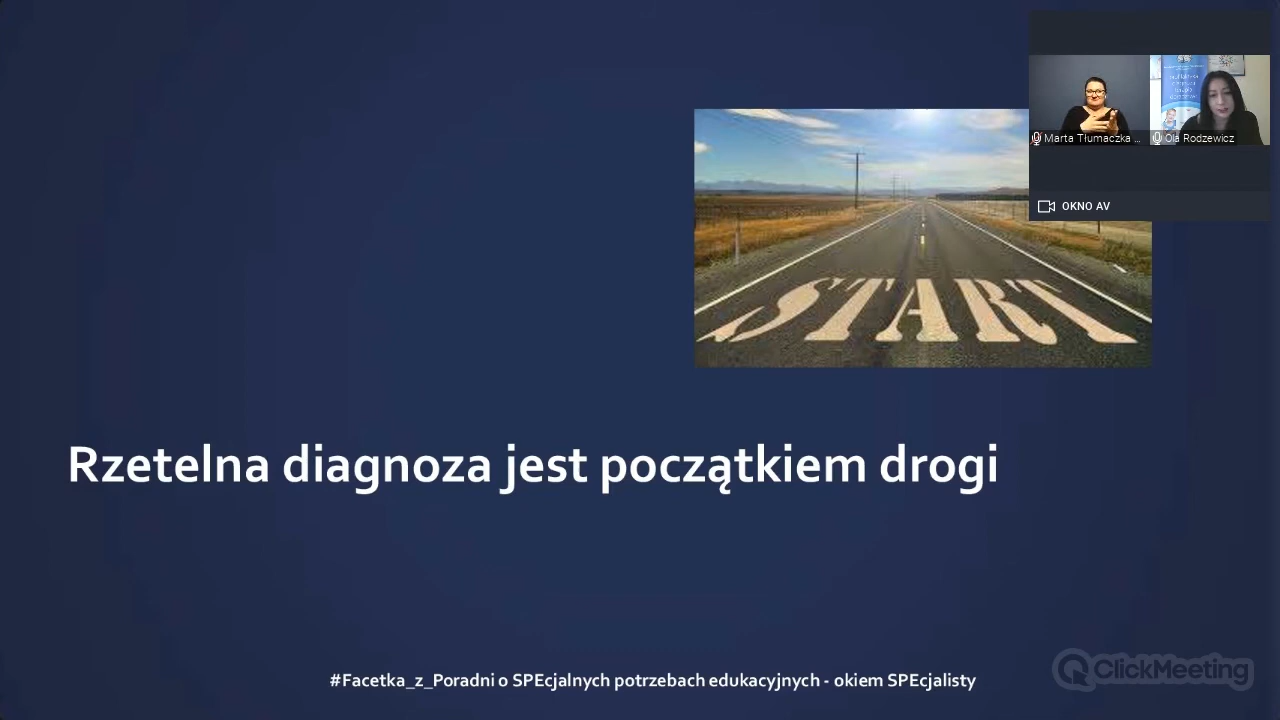 Marta Tłumaczka ...
Ola Rodzewicz
OKNO AV
START
Rzetelna diagnoza jest początkiem drogi
#Facetka_z_Poradni o SPEcjalnych potrzebach edukacyjnych - okiem SPEcjalisty
ClickMeeting